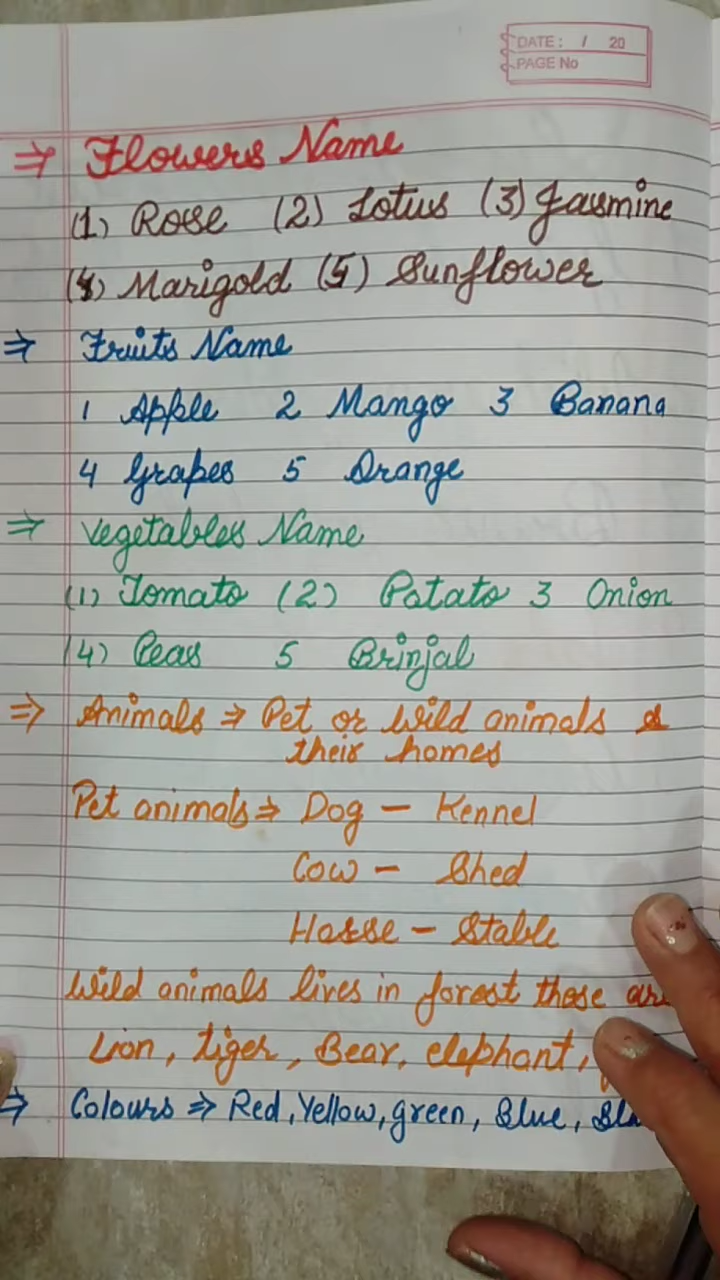 DATE: / 20
PAGE No
⇒ Flowers Name
(1) Rose (2) Lotus (3) Jasmine
(4) Marigold (5) Sunflower
⇒ Fruits Name
1 Apple 2 Mango 3 Banana
4 Grapes 5 Orange
⇒ Vegetables Name
(1) Tomato (2) Potato 3 Onion
(4) Peas 5 Brinjal
⇒ Animals ⇒ Pet or wild animals &
their homes
Pet animals ⇒ Dog - Kennel
Cow - Shed
Horse - Stable
Wild animals lives in forest those
Lion, tiger, Bear, elephant,
⇒ Colours ⇒ Red, Yellow, green, Blue,